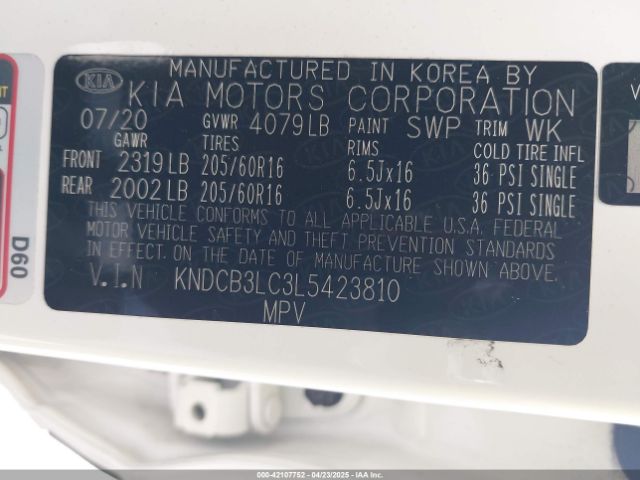 KIA
MANUFACTURED IN KOREA BY
KIA MOTORS CORPORATION
07/20 GVWR 4079LB PAINT SWP TRIM WK
GAWR TIRES RIMS COLD TIRE INFL
FRONT 2319LB 205/60R16 6.5Jx16 36 PSI SINGLE
REAR 2002LB 205/60R16 6.5Jx16 36 PSI SINGLE
THIS VEHICLE CONFORMS TO ALL APPLICABLE U.S.A. FEDERAL
MOTOR VEHICLE SAFETY AND THEFT PREVENTION STANDARDS
IN EFFECT ON THE DATE OF MANUFACTURE SHOWN ABOVE.
V.I.N KNDCB3LC3L5423810
MPV
D60
000-42107752 - 04/23/2025 - IAAI